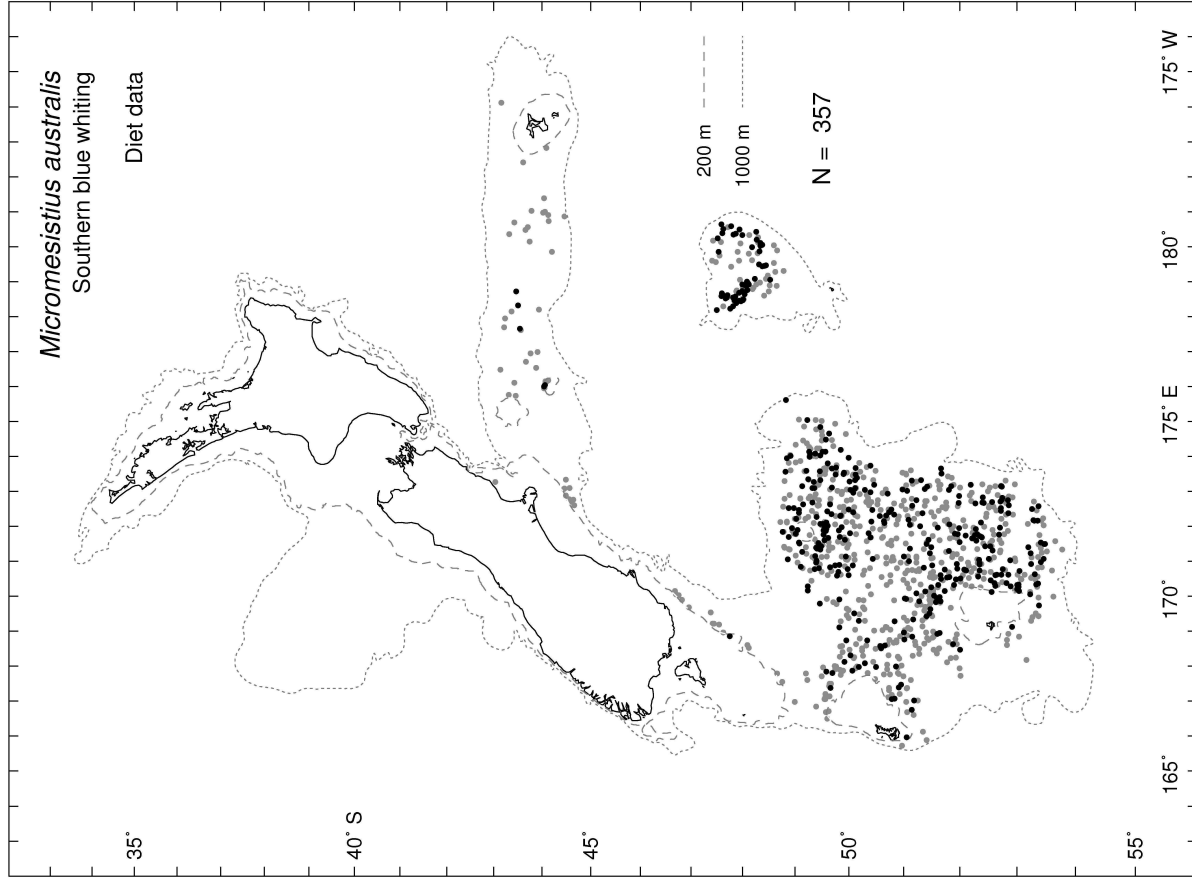 Micromesistius australis
Southern blue whiting
Diet data
200 m
1000 m
N = 357
35°
40° S
45°
50°
55°
165°
170°
175° E
180°
175° W